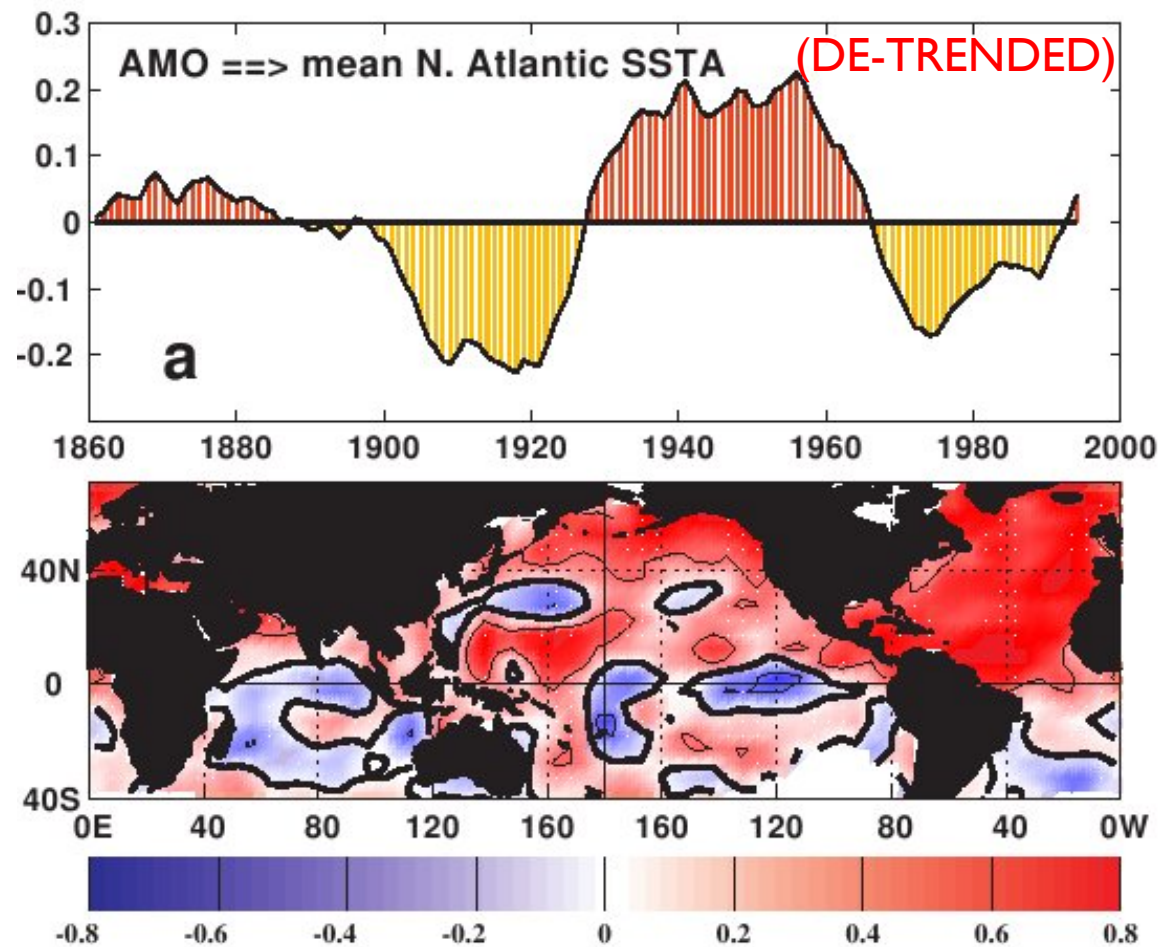 0.3
AMO ==> mean N. Atlantic SSTA (DE-TRENDED)
0.2
0.1
0
-0.1
-0.2
a
1860 1880 1900 1920 1940 1960 1980 2000
40N
0
40S
0E 40 80 120 160 160 120 80 40 0W
-0.8 -0.6 -0.4 -0.2 0 0.2 0.4 0.6 0.8